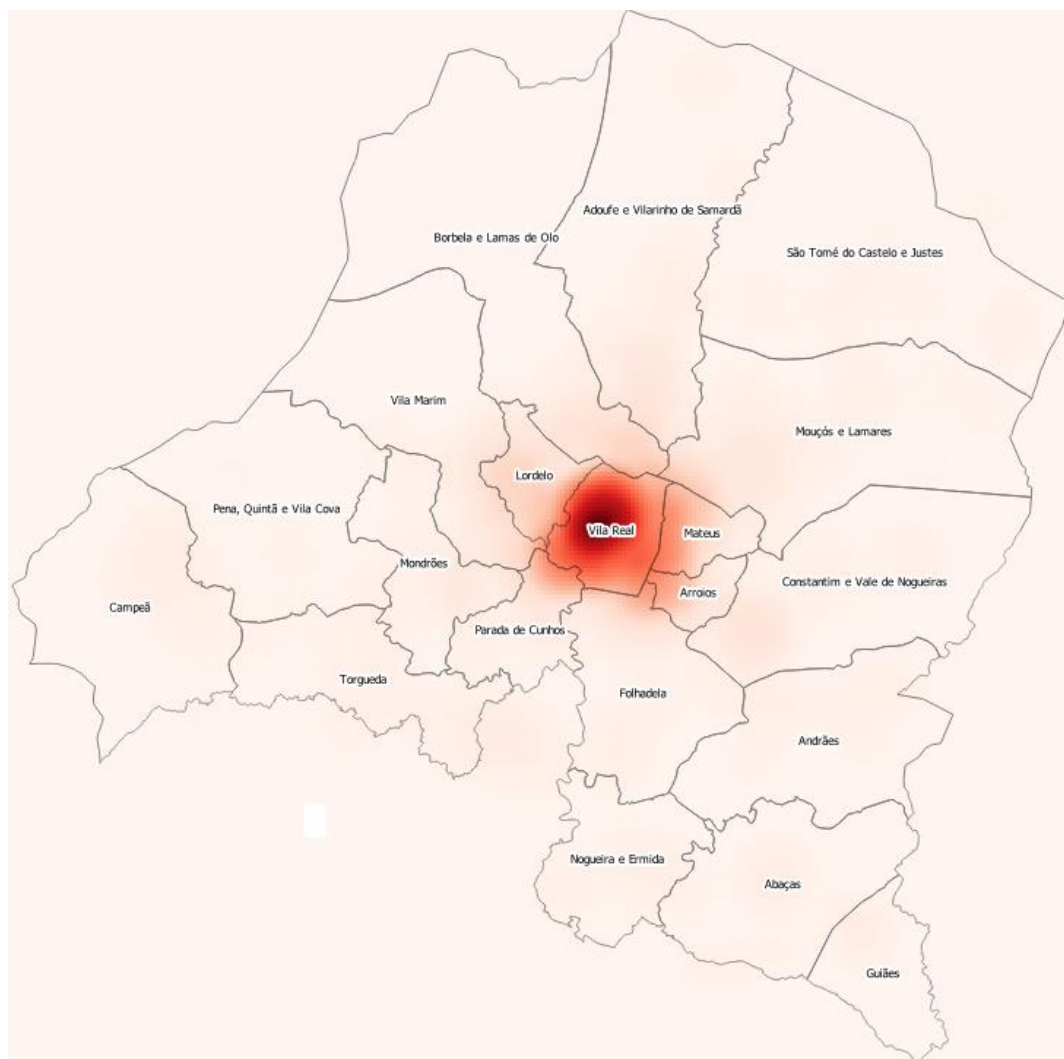 Adoufe e Vilarinho de Samardã
Borbela e Lamas de Olo
São Tomé do Castelo e Justes
Vila Marim
Mouçós e Lamares
Lordelo
Pena, Quintã e Vila Cova
Vila Real
Mateus
Mondrões
Constantim e Vale de Nogueiras
Arroios
Campeã
Parada de Cunhos
Torgueda
Folhadela
Andrães
Nogueira e Ermida
Abaças
Guiães